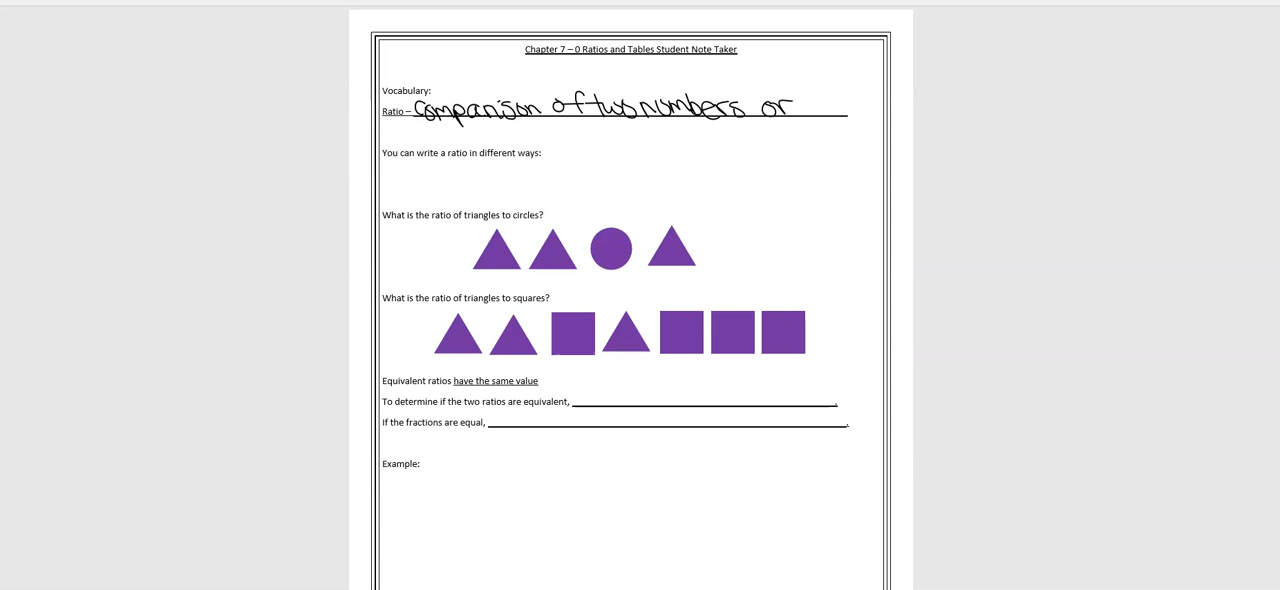 Chapter 7 – 0 Ratios and Tables Student Note Taker
Vocabulary:
Ratio – comparison of two numbers or
You can write a ratio in different ways:
What is the ratio of triangles to circles?
What is the ratio of triangles to squares?
Equivalent ratios have the same value
To determine if the two ratios are equivalent, ______________________.
If the fractions are equal, ______________________.
Example: